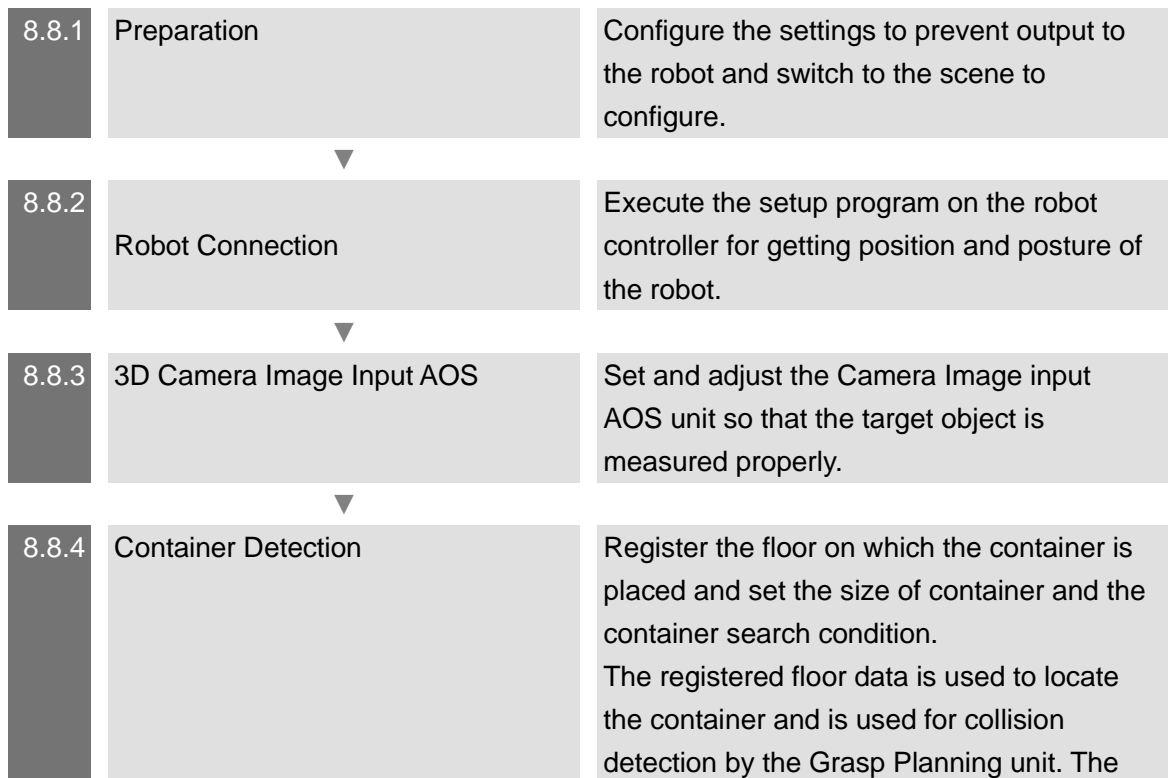 8.8.1 Preparation Configure the settings to prevent output to
the robot and switch to the scene to
configure.
▼
8.8.2 Execute the setup program on the robot
Robot Connection controller for getting position and posture of
the robot.
▼
8.8.3 3D Camera Image Input AOS Set and adjust the Camera Image input
AOS unit so that the target object is
measured properly.
▼
8.8.4 Container Detection Register the floor on which the container is
placed and set the size of container and the
container search condition.
The registered floor data is used to locate
the container and is used for collision
detection by the Grasp Planning unit. The